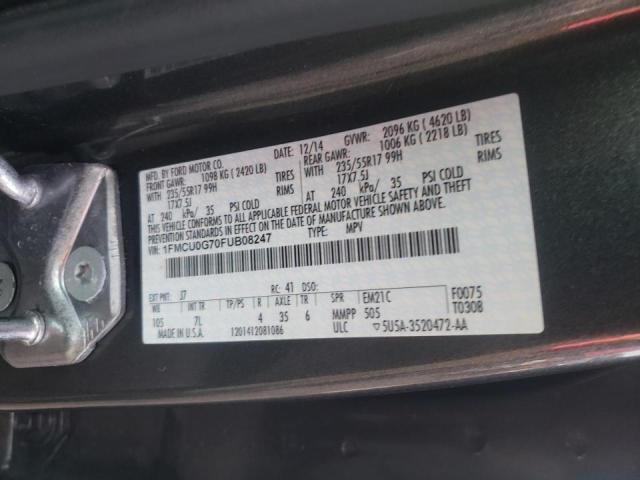 MFD. BY FORD MOTOR CO.
12/14 GVWR: 2096 KG ( 4620 LB)
FRONT GAWR: 1098 KG ( 2420 LB)
REAR GAWR: 1006 KG ( 2218 LB)
235/55R17 99H TIRES
235/55R17 99H TIRES
17X7.5J RIMS
17X7.5J RIMS
AT 240 kPa/ 35 PSI COLD
AT 240 kPa/ 35 PSI COLD
THIS VEHICLE CONFORMS TO ALL APPLICABLE FEDERAL MOTOR VEHICLE SAFETY AND THEFT
PREVENTION STANDARDS IN EFFECT ON THE DATE OF MANUFACTURE SHOWN ABOVE.
1FMCU0G70FUB08247 TYPE: MPV
EXT PNT: J7 RC: 41 DSO:
WB INT TR TP/PS R AXLE TR SPR EM21C F0075
105 7L 4 35 6 MMPP 505 T0308
MADE IN U.S.A. 1201412081086 ULC 5U5A-3520472-AA